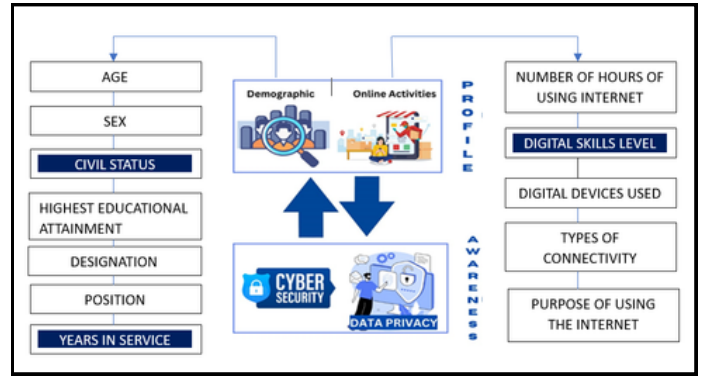 AGE
SEX
CIVIL STATUS
HIGHEST EDUCATIONAL
ATTAINMENT
DESIGNATION
POSITION
YEARS IN SERVICE
Demographic
Online Activities
PROFILE
CYBER
SECURITY
DATA PRIVACY
AWARENESS
NUMBER OF HOURS OF
USING INTERNET
DIGITAL SKILLS LEVEL
DIGITAL DEVICES USED
TYPES OF
CONNECTIVITY
PURPOSE OF USING
THE INTERNET